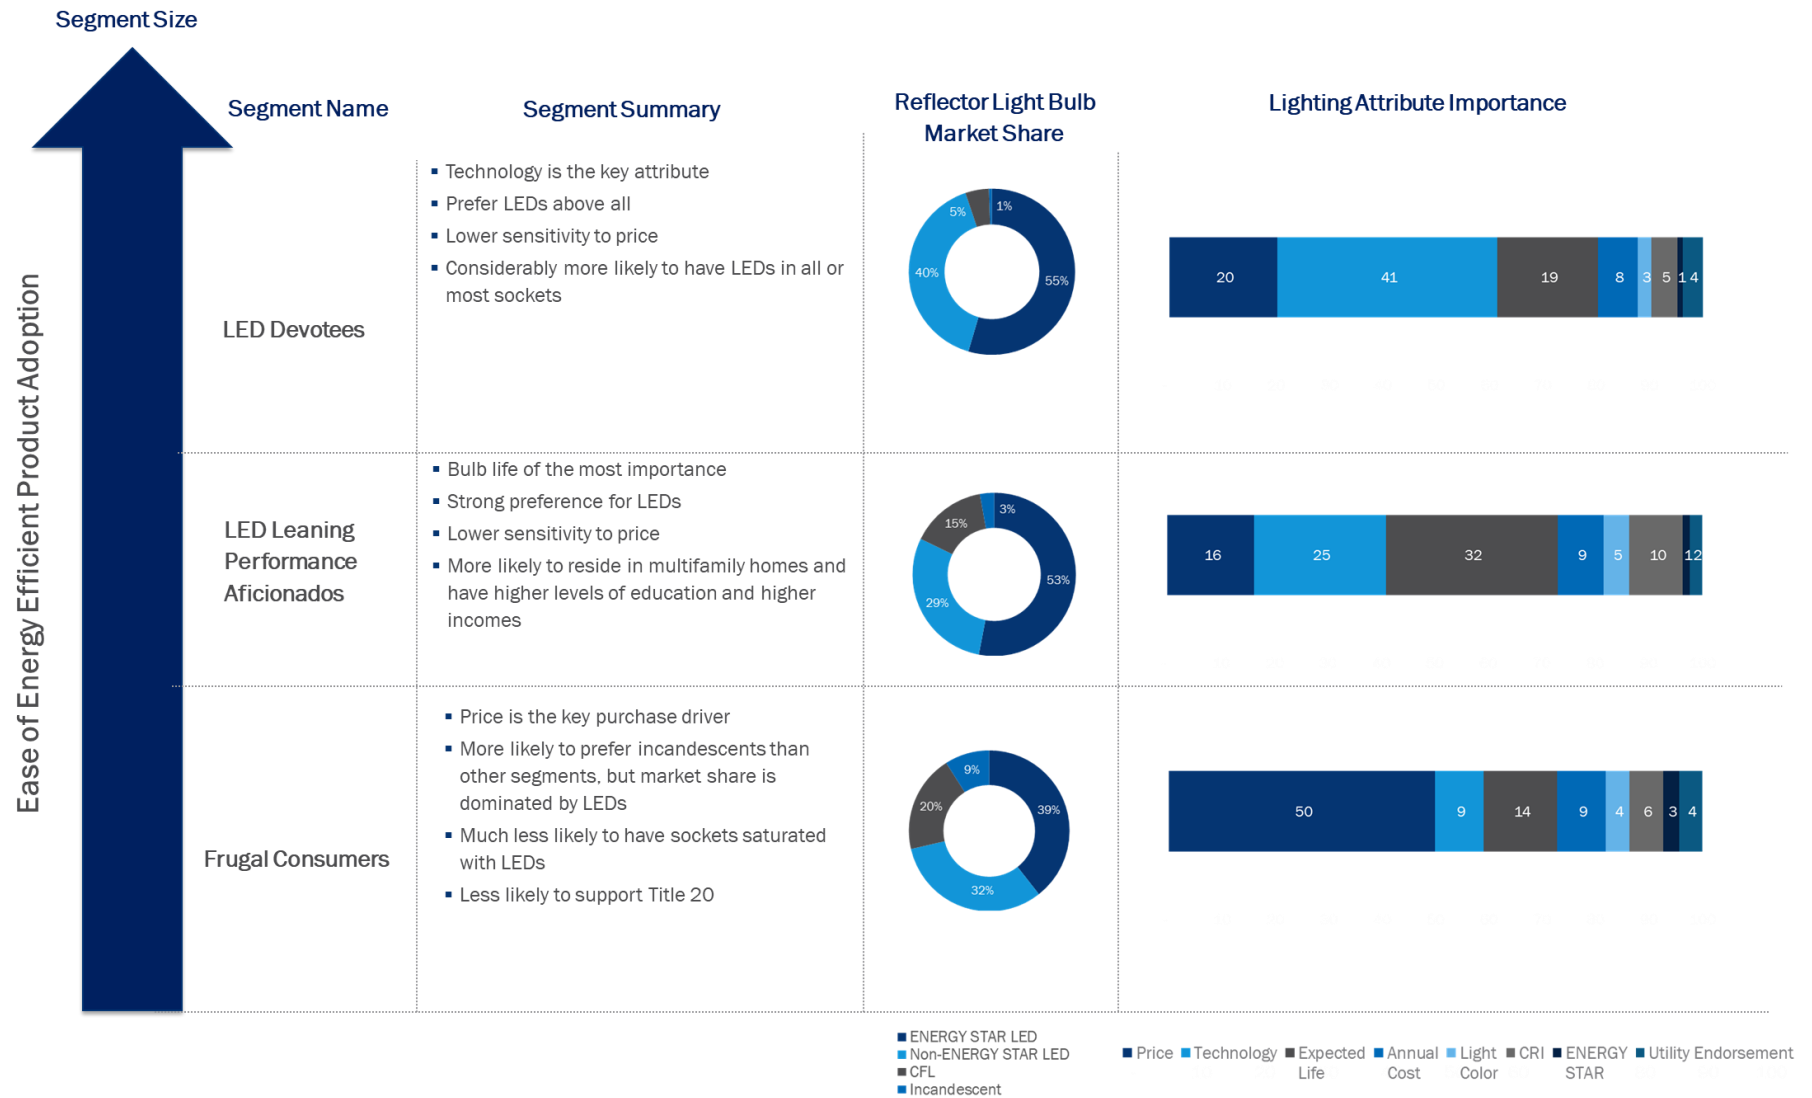 Segment Size
Segment Name
Segment Summary
Reflector Light Bulb
Market Share
Lighting Attribute Importance
Ease of Energy Efficient Product Adoption
LED Devotees
▪ Technology is the key attribute
▪ Prefer LEDs above all
▪ Lower sensitivity to price
▪ Considerably more likely to have LEDs in all or
most sockets
1%
5%
40%
55%
20 41 19 8 3 5 1 4
LED Leaning
Performance
Aficionados
▪ Bulb life of the most importance
▪ Strong preference for LEDs
▪ Lower sensitivity to price
▪ More likely to reside in multifamily homes and
have higher levels of education and higher
incomes
3%
15%
53%
29%
16 25 32 9 5 10 1 2
Frugal Consumers
▪ Price is the key purchase driver
▪ More likely to prefer incandescents than
other segments, but market share is
dominated by LEDs
▪ Much less likely to have sockets saturated
with LEDs
▪ Less likely to support Title 20
9%
20%
39%
32%
50 9 14 9 4 6 3 4
ENERGY STAR LED
Non-ENERGY STAR LED
CFL
Incandescent
Price
Technology
Expected
Life
Annual
Cost
Light
Color
CRI
ENERGY
STAR
Utility Endorsement